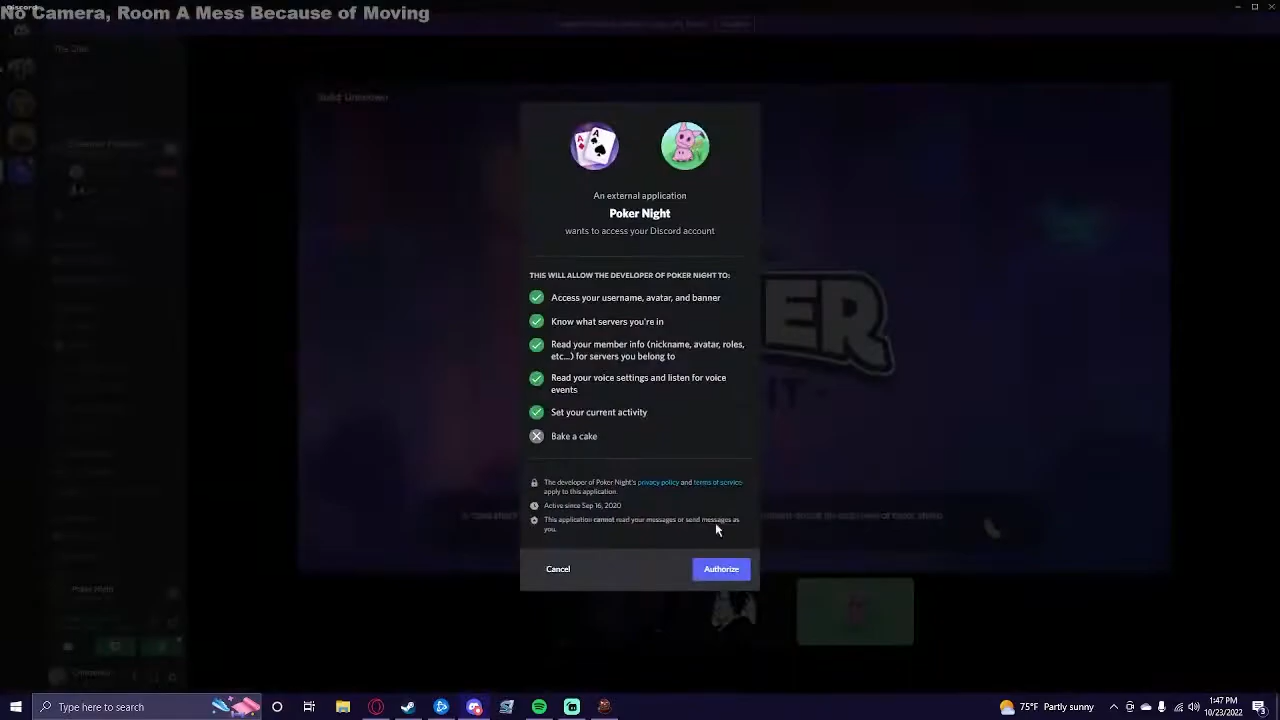 No Camera, Room A Mess Because of Moving
Build: Unknown
An external application
Poker Night
wants to access your Discord account
THIS WILL ALLOW THE DEVELOPER OF POKER NIGHT TO:
Access your username, avatar, and banner
Know what servers you're in
Read your member info (nickname, avatar, roles,
etc...) for servers you belong to
Read your voice settings and listen for voice
events
Set your current activity
Bake a cake
The developer of Poker Night's privacy policy and terms of service
apply to this application.
Active since Sep 16, 2020
This application cannot read your messages or send messages as
you.
Cancel
Authorize
ER
Poker Night
Type here to search
75°F Partly sunny
1:47 PM
10/23/2022